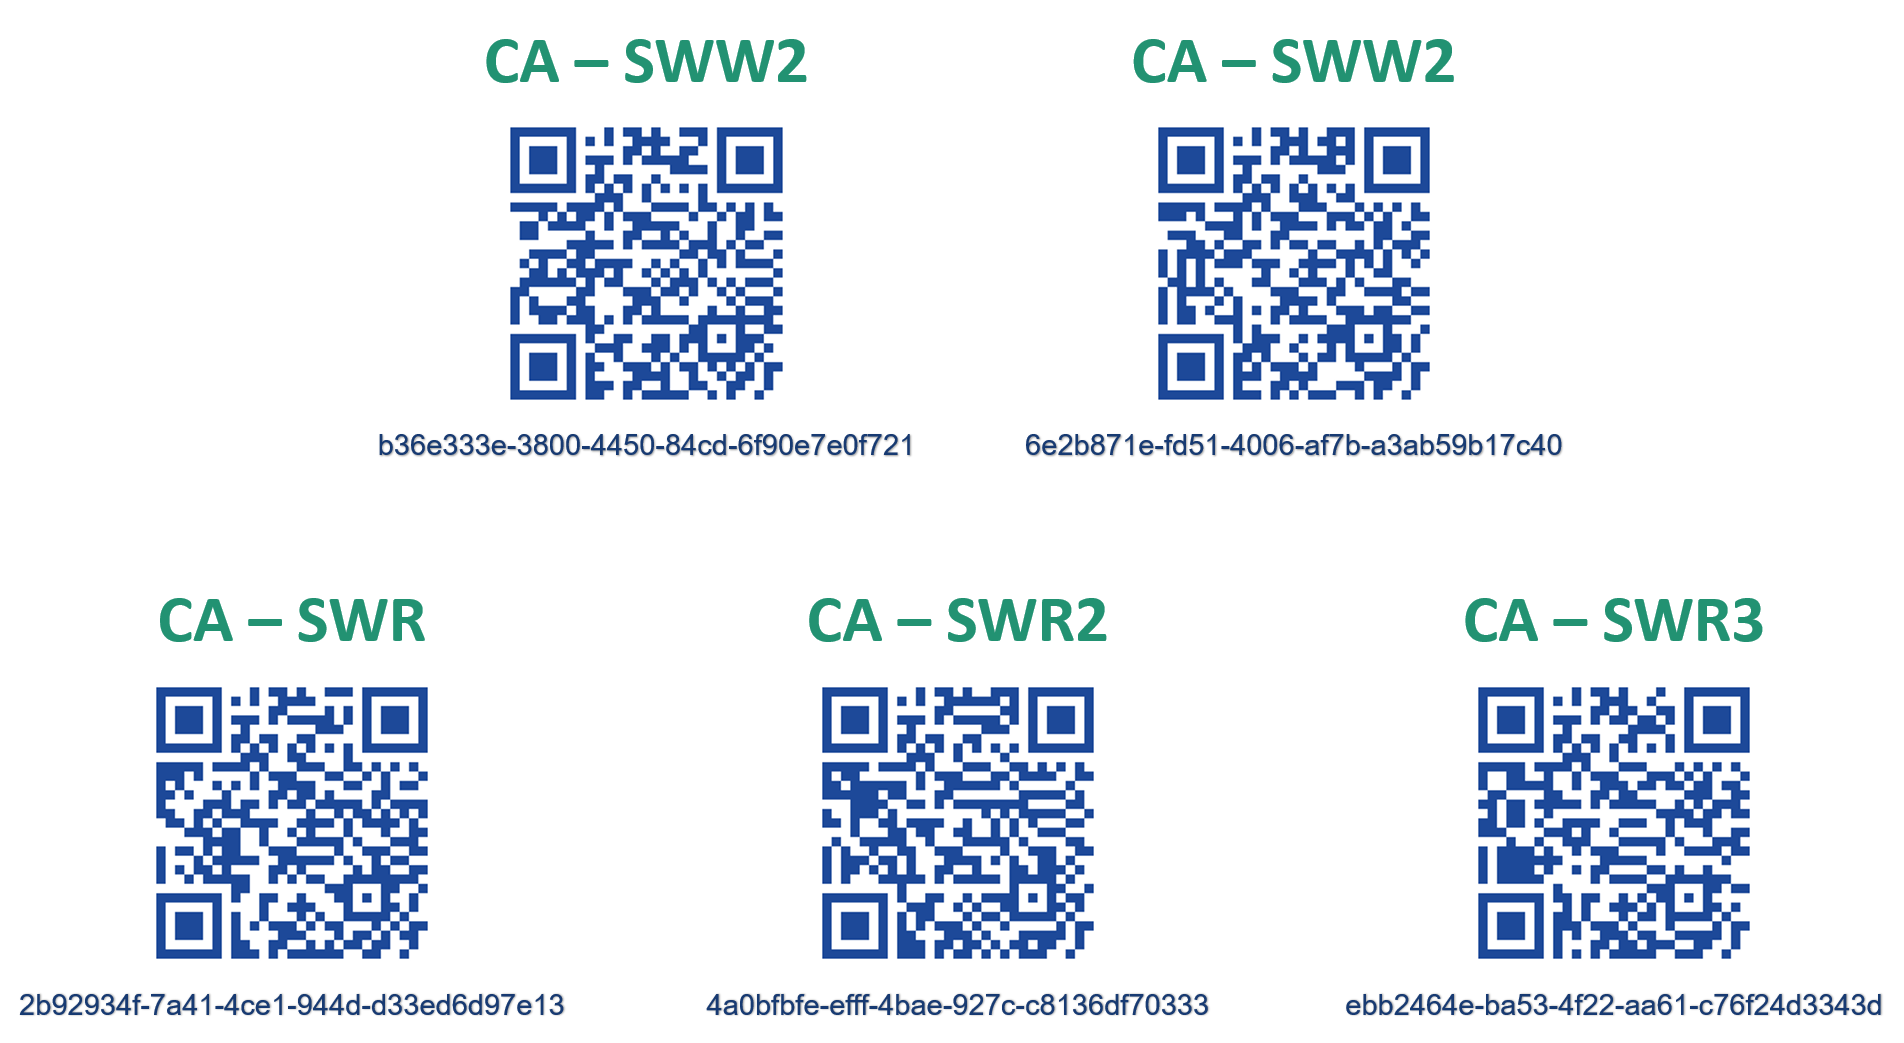 CA – SWW2
CA – SWW2
b36e333e-3800-4450-84cd-6f90e7e0f721
6e2b871e-fd51-4006-af7b-a3ab59b17c40
CA – SWR
CA – SWR2
CA – SWR3
2b92934f-7a41-4ce1-944d-d33ed6d97e13
4a0bfbfe-efff-4bae-927c-c8136df70333
ebb2464e-ba53-4f22-aa61-c76f24d3343d